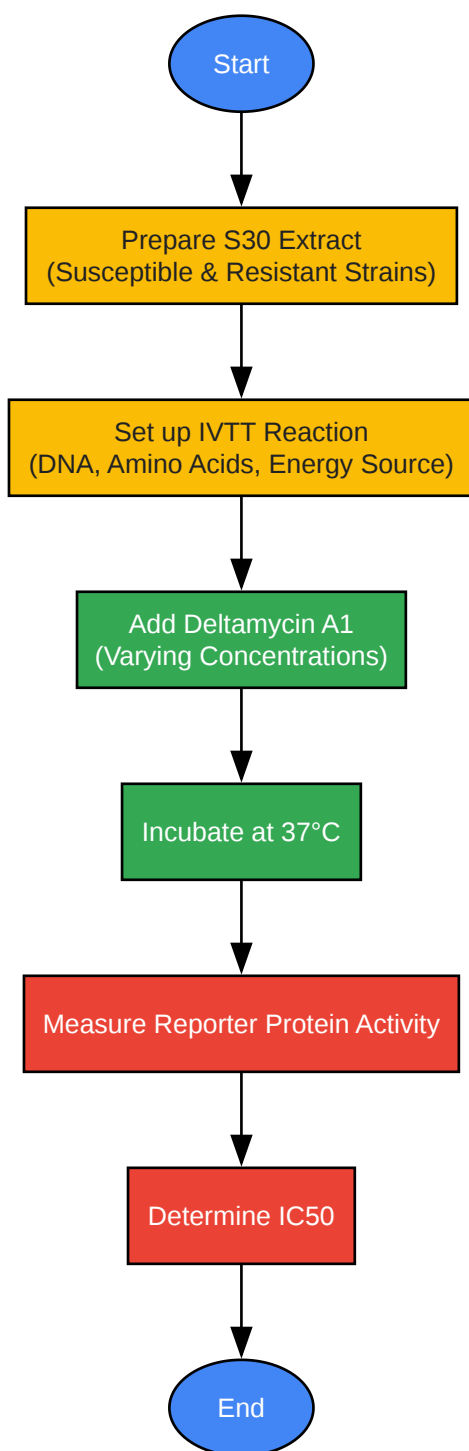 Start
Prepare S30 Extract
(Susceptible & Resistant Strains)
Set up IVTT Reaction
(DNA, Amino Acids, Energy Source)
Add Deltamycin A1
(Varying Concentrations)
Incubate at 37°C
Measure Reporter Protein Activity
Determine IC50
End